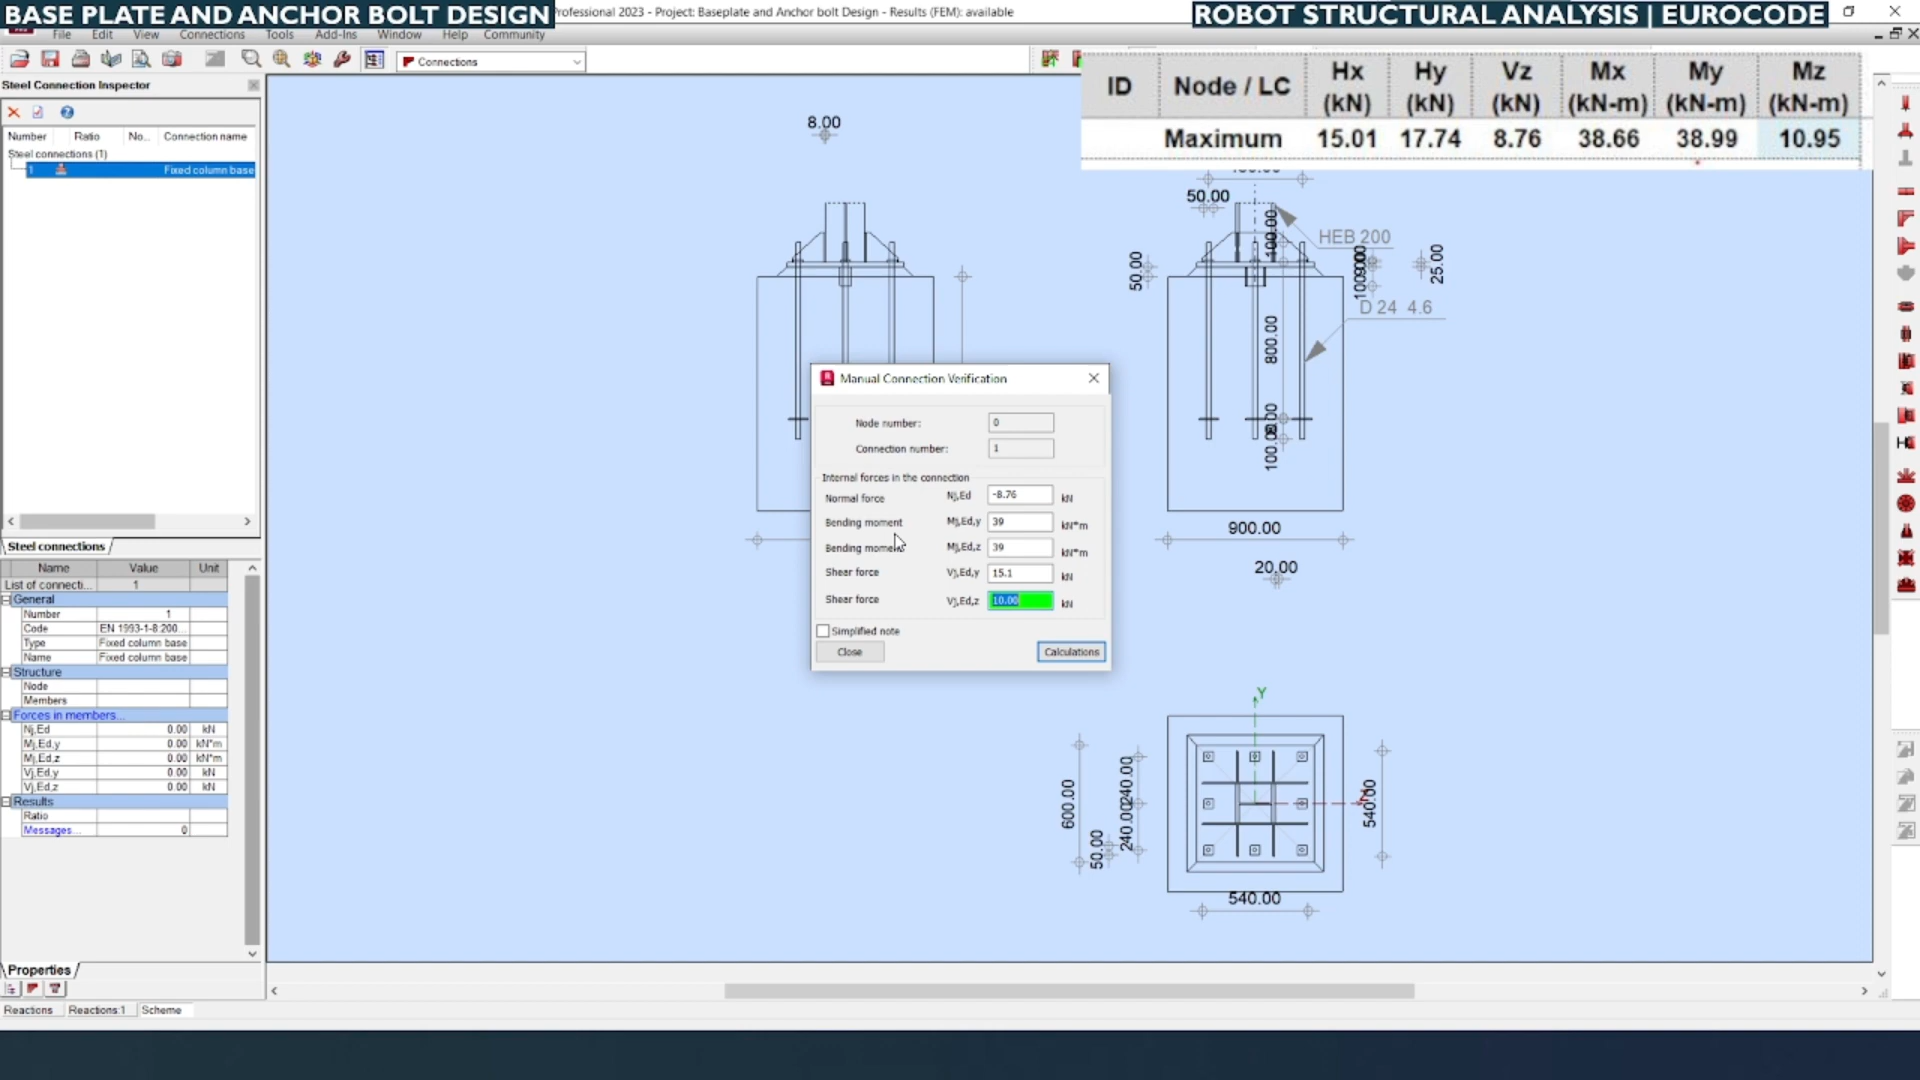 BASE PLATE AND ANCHOR BOLT DESIGN
Professional 2023 - Project: Baseplate and Anchor bolt Design - Results (FEM): available
ROBOT STRUCTURAL ANALYSIS | EUROCODE
File Edit View Connections Tools Add-Ins Window Help Community
Connections
Steel Connection Inspector
Number Ratio No... Connection name
Steel connections (1)
1 Fixed column base
Steel connections
Name Value Unit
List of connecti... 1
General
Number 1
Code EN 1993-1-8:200...
Type Fixed column base
Name Fixed column base
Structure
Node
Members
Forces in members...
Nj,Ed 0.00 kN
Mj,Ed,y 0.00 kN*m
Mj,Ed,z 0.00 kN*m
Vj,Ed,y 0.00 kN
Vj,Ed,z 0.00 kN
Results
Ratio
Messages... 0
Properties
Reactions Reactions:1 Scheme
ID Node / LC Hx (kN) Hy (kN) Vz (kN) Mx (kN-m) My (kN-m) Mz (kN-m)
Maximum 15.01 17.74 8.76 38.66 38.99 10.95
8.00
50.00
100.00
HEB 200
50.00
25.00
D 24 4.6
800.00
100.00
900.00
20.00
Manual Connection Verification
Node number: 0
Connection number: 1
Internal forces in the connection
Normal force Nj,Ed -8.76 kN
Bending moment Mj,Ed,y 39 kN*m
Bending moment Mj,Ed,z 39 kN*m
Shear force Vj,Ed,y 15.1 kN
Shear force Vj,Ed,z 10.00 kN
Simplified note
Close Calculations
Y
600.00
50.00
240.00
240.00
540.00
540.00